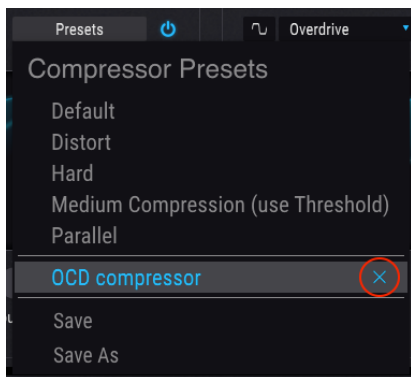 Presets Overdrive
Compressor Presets
Default
Distort
Hard
Medium Compression (use Threshold)
Parallel
OCD compressor
Save
Save As